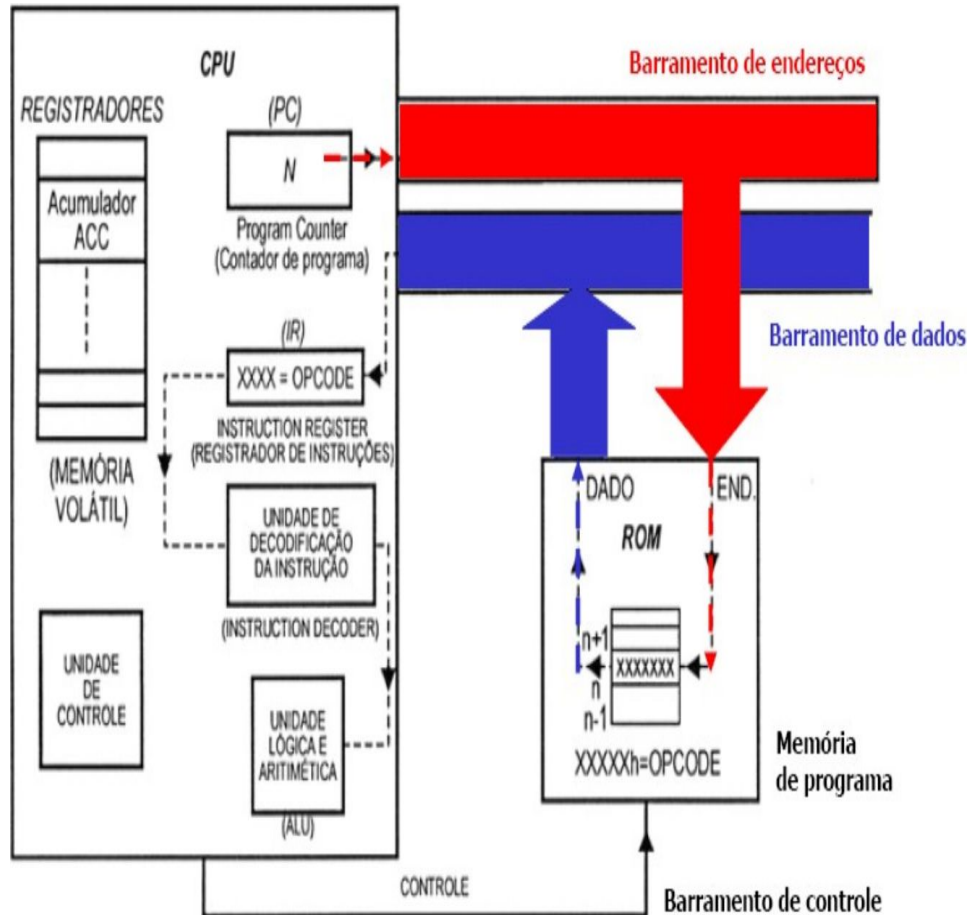 CPU
REGISTRADORES
Acumulador
ACC
(MEMÓRIA
VOLÁTIL)
UNIDADE
DE
CONTROLE
(PC)
N
Program Counter
(Contador de programa)
(IR)
XXXX = OPCODE
INSTRUCTION REGISTER
(REGISTRADOR DE INSTRUÇÕES)
UNIDADE DE
DECODIFICAÇÃO
DA INSTRUÇÃO
(INSTRUCTION DECODER)
UNIDADE
LÓGICA E
ARITIMÉTICA
(ALU)
Barramento de endereços
Barramento de dados
DADO
END.
ROM
n+1
XXXXXXX
n
n-1
XXXXXh=OPCODE
Memória
de programa
CONTROLE
Barramento de controle